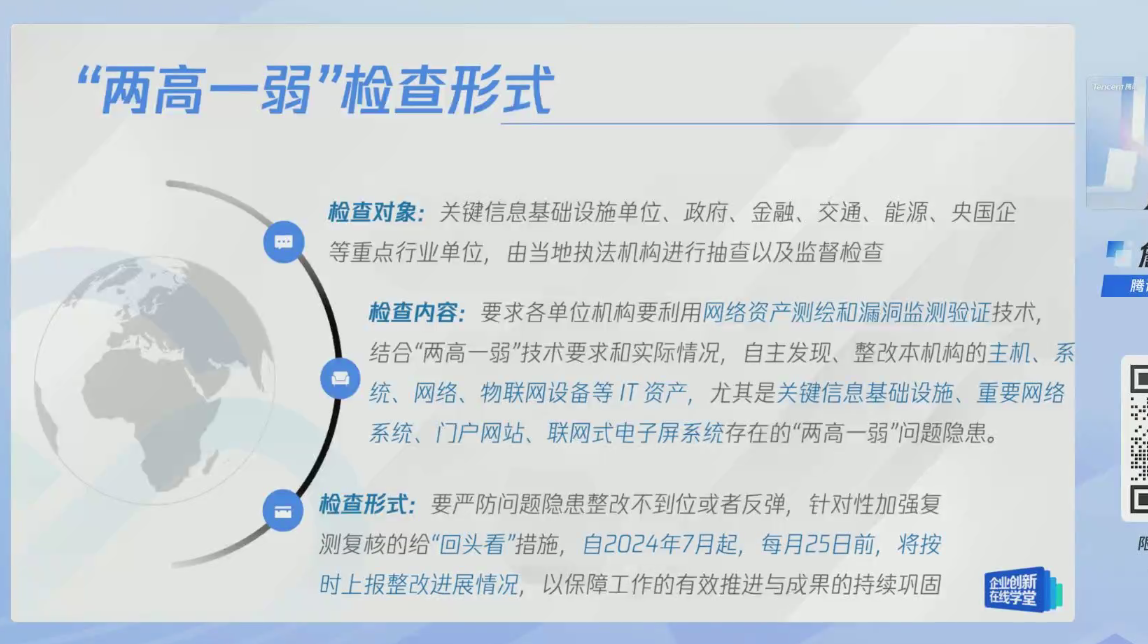 “两高一弱”检查形式
检查对象：关键信息基础设施单位、政府、金融、交通、能源、央国企
等重点行业单位，由当地执法机构进行抽查以及监督检查
检查内容：要求各单位机构要利用网络资产测绘和漏洞监测验证技术，
结合“两高一弱”技术要求和实际情况，自主发现、整改本机构的主机、系
统、网络、物联网设备等 IT 资产，尤其是关键信息基础设施、重要网络
系统、门户网站、联网式电子屏系统存在的“两高一弱”问题隐患。
检查形式：要严防问题隐患整改不到位或者反弹，针对性加强复
测复核的给“回头看”措施，自2024年7月起，每月25日前，将按
时上报整改进展情况，以保障工作的有效推进与成果的持续巩固
企业创新
在线学堂
Tencent 腾